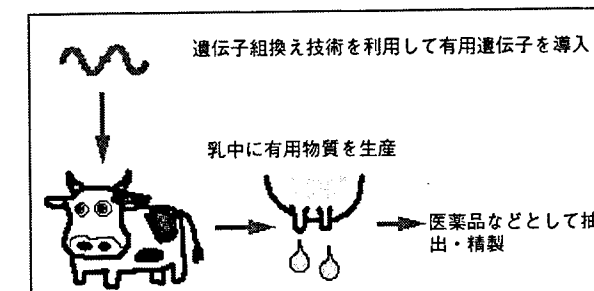 遺伝子組換え技術を利用して有用遺伝子を導入
乳中に有用物質を生産
医薬品などとして抽
出・精製